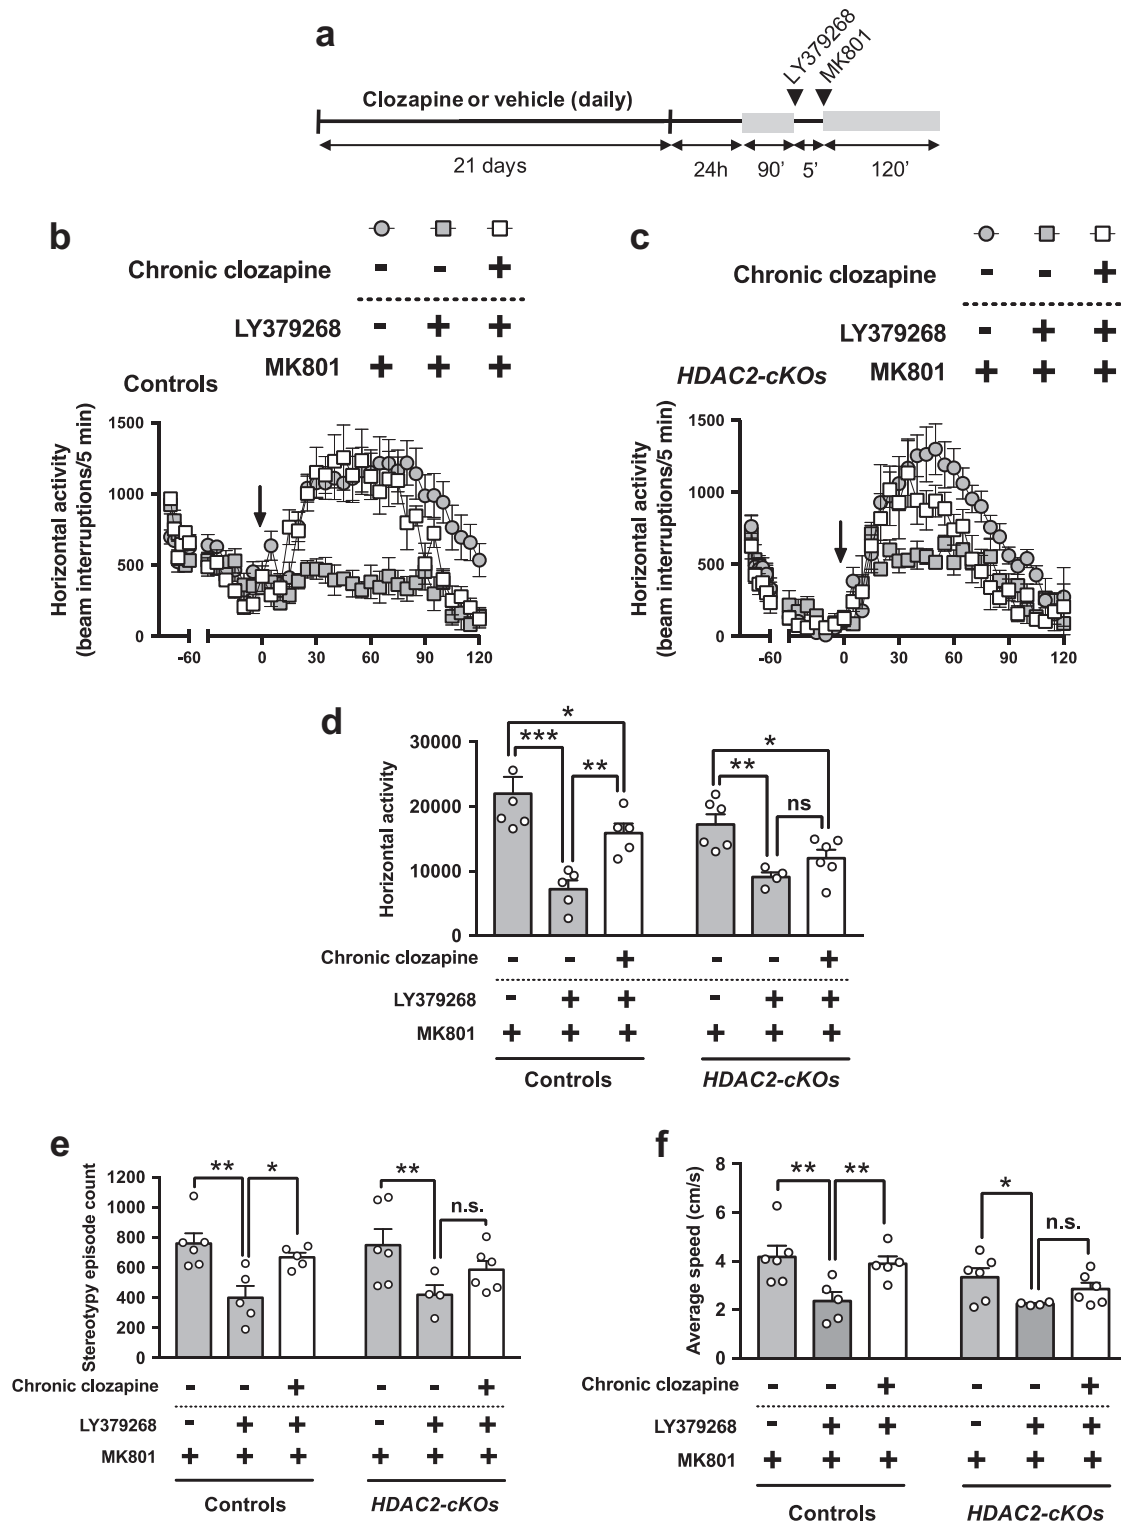 a
LY379268
MK801
Clozapine or vehicle (daily)
21 days
24h
90’
5’
120’
b
Chronic clozapine - - +
LY379268 - + +
MK801 + + +
Controls
Horizontal activity
(beam interruptions/5 min)
1500
1000
500
0
-60 0 30 60 90 120
c
Chronic clozapine - - +
LY379268 - + +
HDAC2-cKOs MK801 + + +
Horizontal activity
(beam interruptions/5 min)
1500
1000
500
0
-60 0 30 60 90 120
d
Horizontal activity
30000
20000
10000
0
* *** ** * ** ns
Chronic clozapine - - + - - +
LY379268 - + + - + +
MK801 + + + + + +
Controls HDAC2-cKOs
e
Stereotypy episode count
1200
1000
800
600
400
200
0
** * ** n.s.
Chronic clozapine - - + - - +
LY379268 - + + - + +
MK801 + + + + + +
Controls HDAC2-cKOs
f
Average speed (cm/s)
8
6
4
2
0
** ** * n.s.
Chronic clozapine - - + - - +
LY379268 - + + - + +
MK801 + + + + + +
Controls HDAC2-cKOs